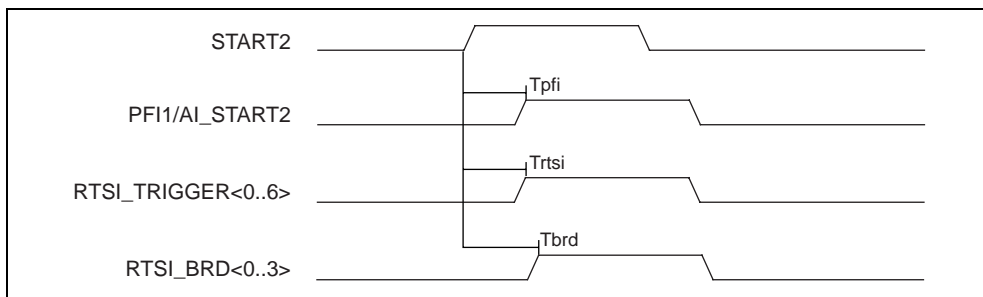 START2
Tpfi
PFI1/AI_START2
Trtsi
RTSI_TRIGGER<0..6>
Tbrd
RTSI_BRD<0..3>